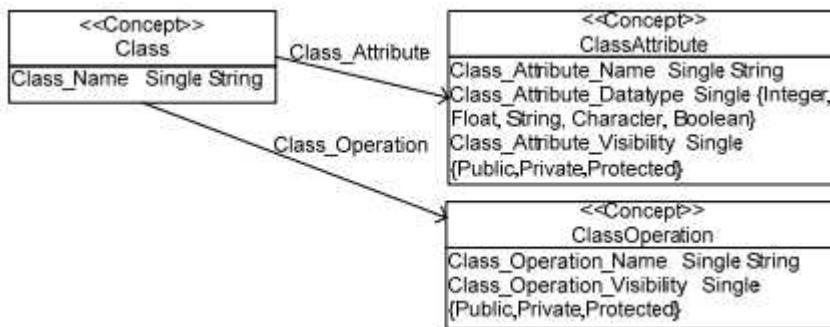 <<Concept>>
Class
Class_Name Single String
Class_Attribute
Class_Operation
<<Concept>>
ClassAttribute
Class_Attribute_Name Single String
Class_Attribute_Datatype Single {Integer,
Float, String, Character, Boolean}
Class_Attribute_Visibility Single
{Public,Private,Protected}
<<Concept>>
ClassOperation
Class_Operation_Name Single String
Class_Operation_Visibility Single
{Public,Private,Protected}